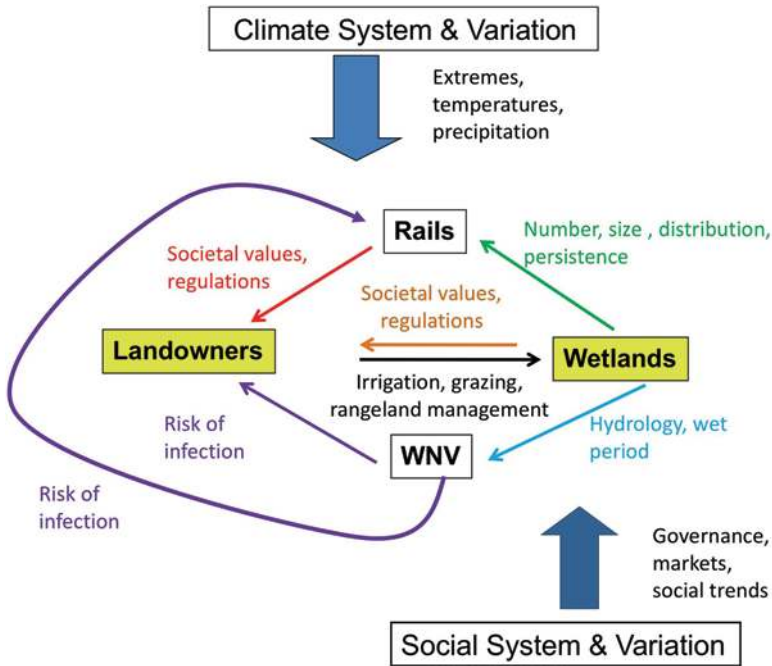 Climate System & Variation
Extremes,
temperatures,
precipitation
Rails
Number, size , distribution,
persistence
Societal values,
regulations
Societal values,
regulations
Landowners
Wetlands
Irrigation, grazing,
rangeland management
Risk of
infection
WNV
Hydrology, wet
period
Risk of
infection
Governance,
markets,
social trends
Social System & Variation